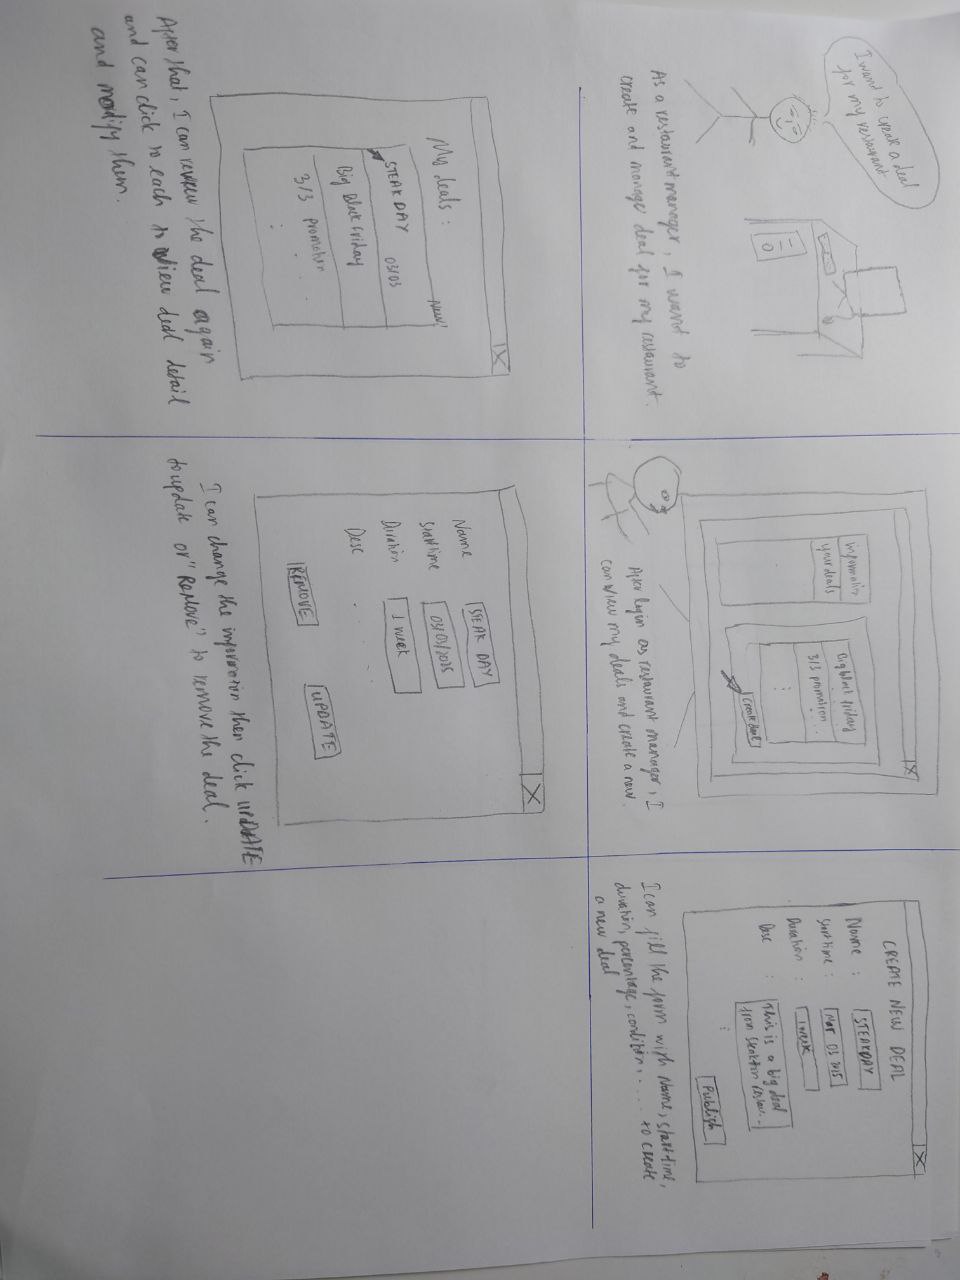 I want to create a deal
for my restaurant
As a restaurant manager, I want to
create and manage deal for my restaurant.
X
information
your deals
Big black friday
3/3 promotion
Create deal
After login as restaurant manager, I
can view my deals and create a new.
X
CREATE NEW DEAL
Name : STEAKDAY
Start time : Mar 03 2025
Duration : 1 week
Desc : This is a big deal
from
Publish
I can fill the form with Name, start time,
duration, percentage, condition, ..... to create
a new deal
X
My deals :
New!
STEAK DAY
03/03
Big Black Friday
3/3 promotion
After that, I can review the deal again
and can click to each to view deal detail
and modify them.
X
Name STEAK DAY
Start time 03/03/2025
Duration 1 week
Desc . . . . .
REMOVE UPDATE
I can change the information then click UPDATE
to update or "Remove" to remove the deal.